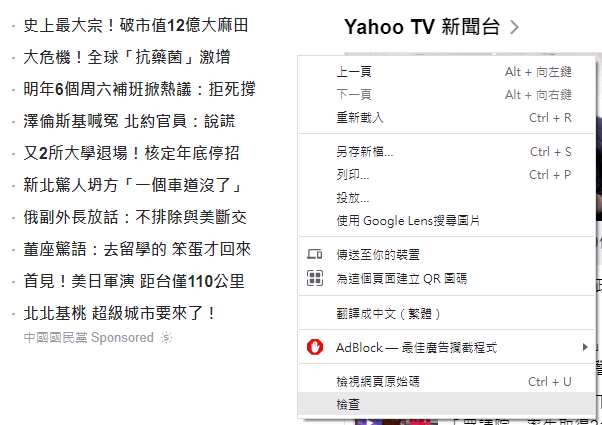 史上最大宗！破市值12億大麻田
大危機！全球「抗藥菌」激增
明年6個周六補班掀熱議：拒死撐
澤倫斯基喊冤 北約官員：說謊
又2所大學退場！核定年底停招
新北驚人坍方「一個車道沒了」
俄副外長放話：不排除與美斷交
董座驚語：去留學的 笨蛋才回來
首見！美日軍演 距台僅110公里
北北基桃 超級城市要來了！
中國國民黨 Sponsored
Yahoo TV 新聞台
上一頁 Alt + 向左鍵
下一頁 Alt + 向右鍵
重新載入 Ctrl + R
另存新檔... Ctrl + S
列印... Ctrl + P
投放...
使用 Google Lens搜尋圖片
傳送至你的裝置
為這個頁面建立 QR 圖碼
翻譯成中文（繁體）
AdBlock — 最佳廣告攔截程式
檢視網頁原始碼 Ctrl + U
檢查